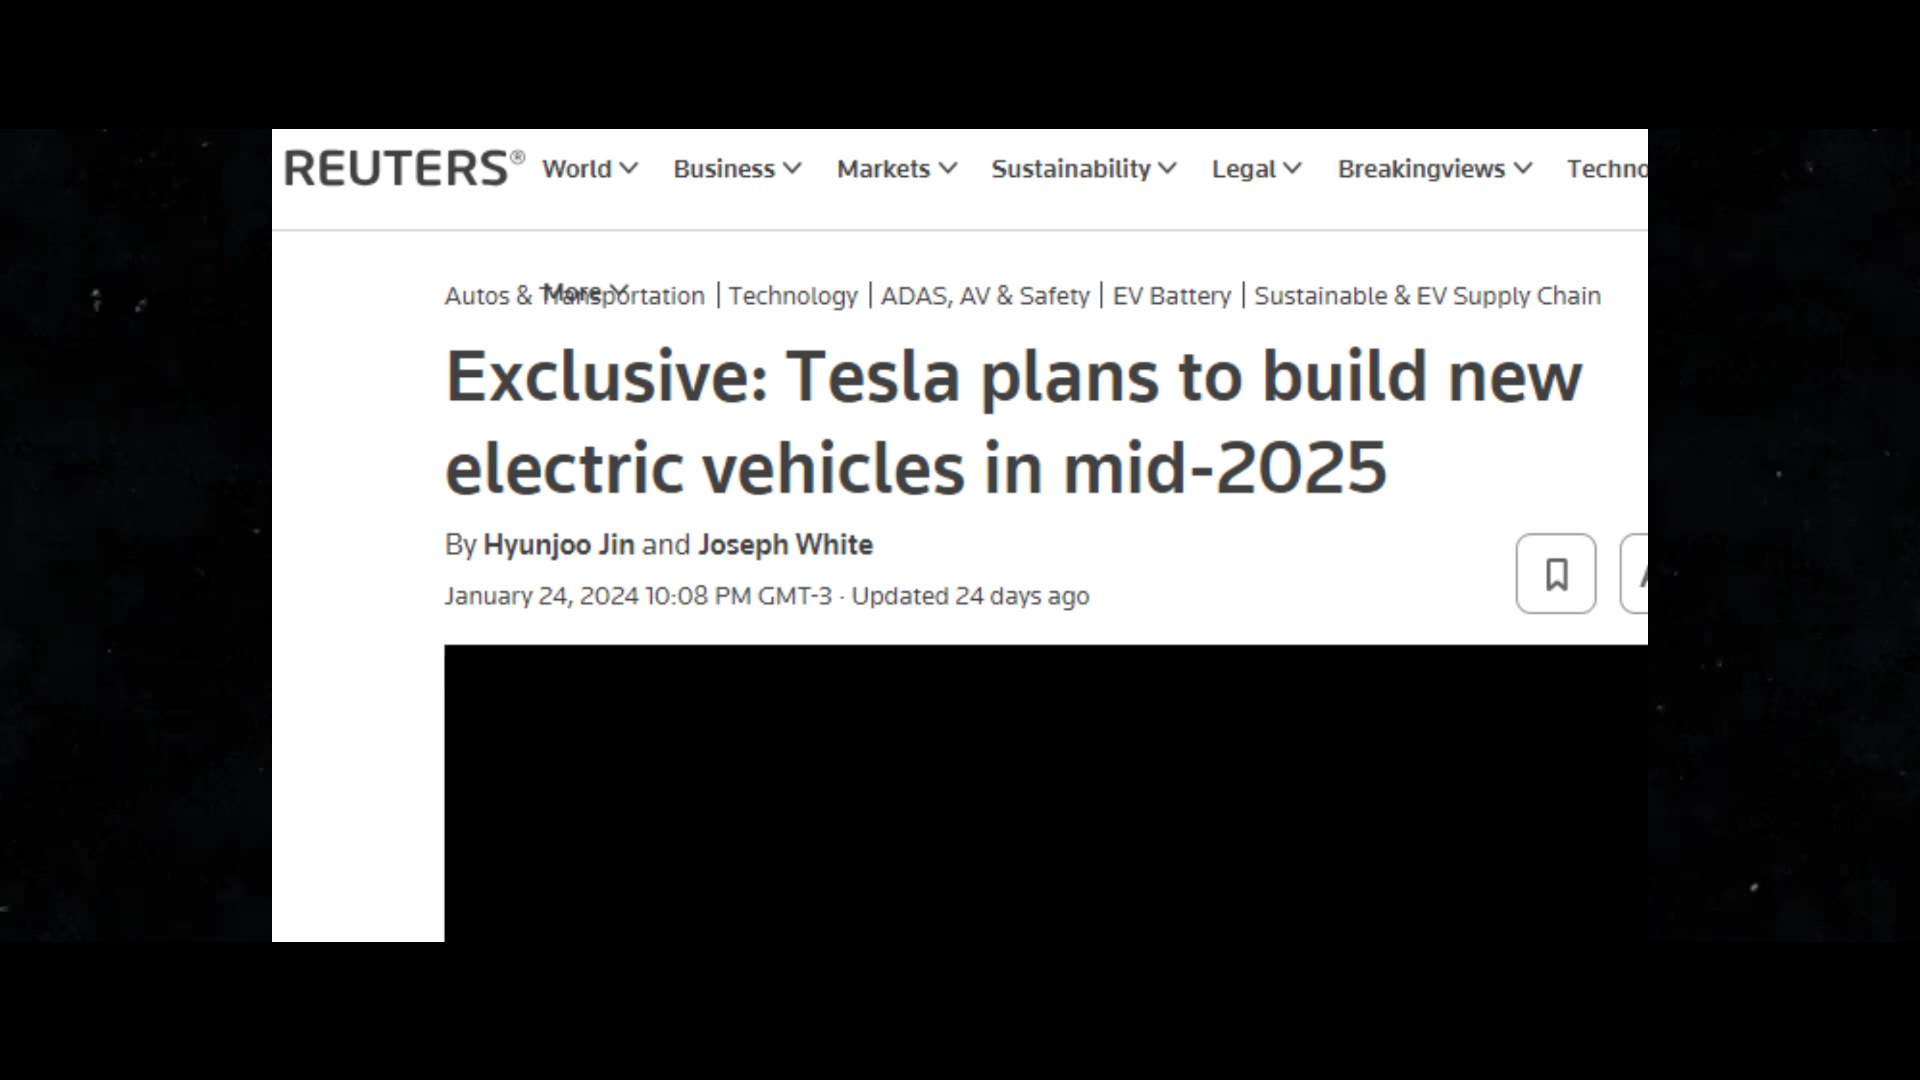 REUTERS® World Business Markets Sustainability Legal Breakingviews Techno
More
Autos & Transportation | Technology | ADAS, AV & Safety | EV Battery | Sustainable & EV Supply Chain
Exclusive: Tesla plans to build new
electric vehicles in mid-2025
By Hyunjoo Jin and Joseph White
January 24, 2024 10:08 PM GMT-3 · Updated 24 days ago